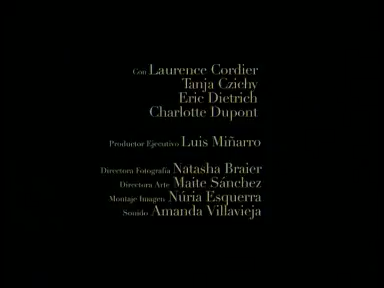 Con Laurence Cordier
Tanja Czichy
Eric Dietrich
Charlotte Dupont
Productor Ejecutivo Luis Miñarro
Directora Fotografía Natasha Braier
Directora Arte Maite Sánchez
Montaje Imagen Núria Esquerra
Sonido Amanda Villavieja